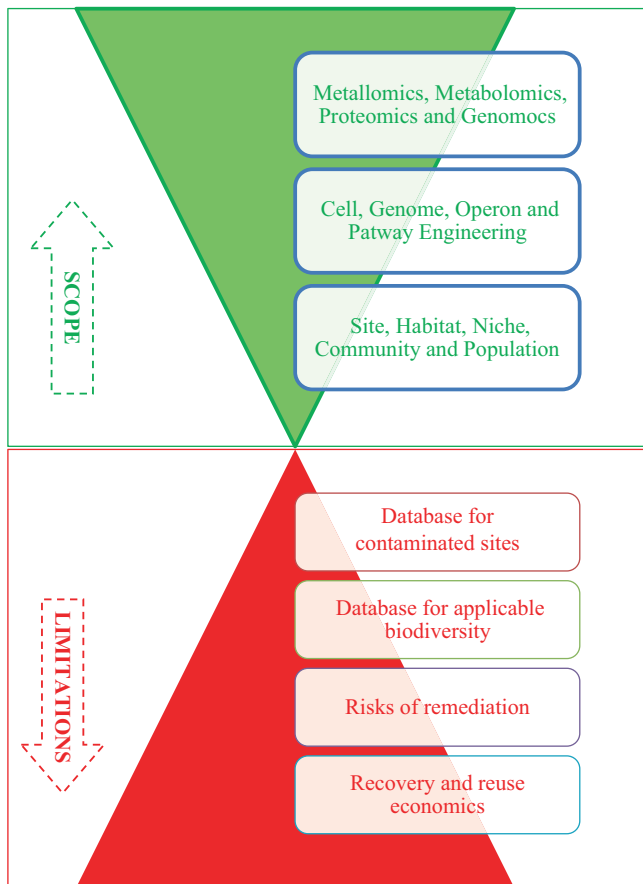 Metallomics, Metabolomics,
Proteomics and Genomocs
Cell, Genome, Operon and
Patway Engineering
SCOPE
Site, Habitat, Niche,
Community and Population
Database for
contaminated sites
Database for applicable
biodiversity
LIMITATIONS
Risks of remediation
Recovery and reuse
economics